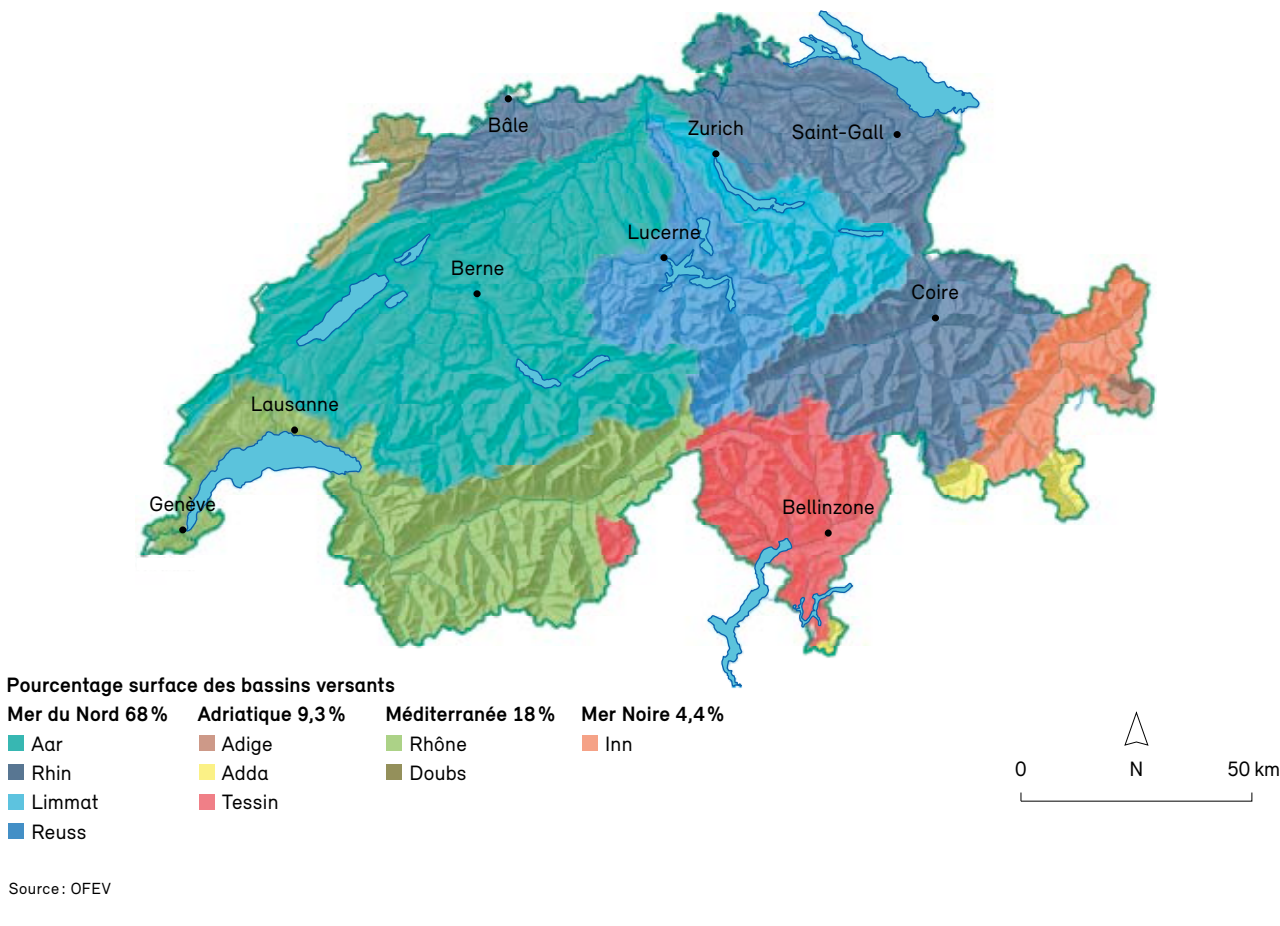 Bâle
Zurich
Saint-Gall
Lucerne
Berne
Coire
Lausanne
Genève
Bellinzone
Pourcentage surface des bassins versants
Mer du Nord 68 % Adriatique 9,3 % Méditerranée 18 % Mer Noire 4,4 %
Aar Adige Rhône Inn
Rhin Adda Doubs
Limmat Tessin
Reuss
0 N 50 km
Source : OFEV